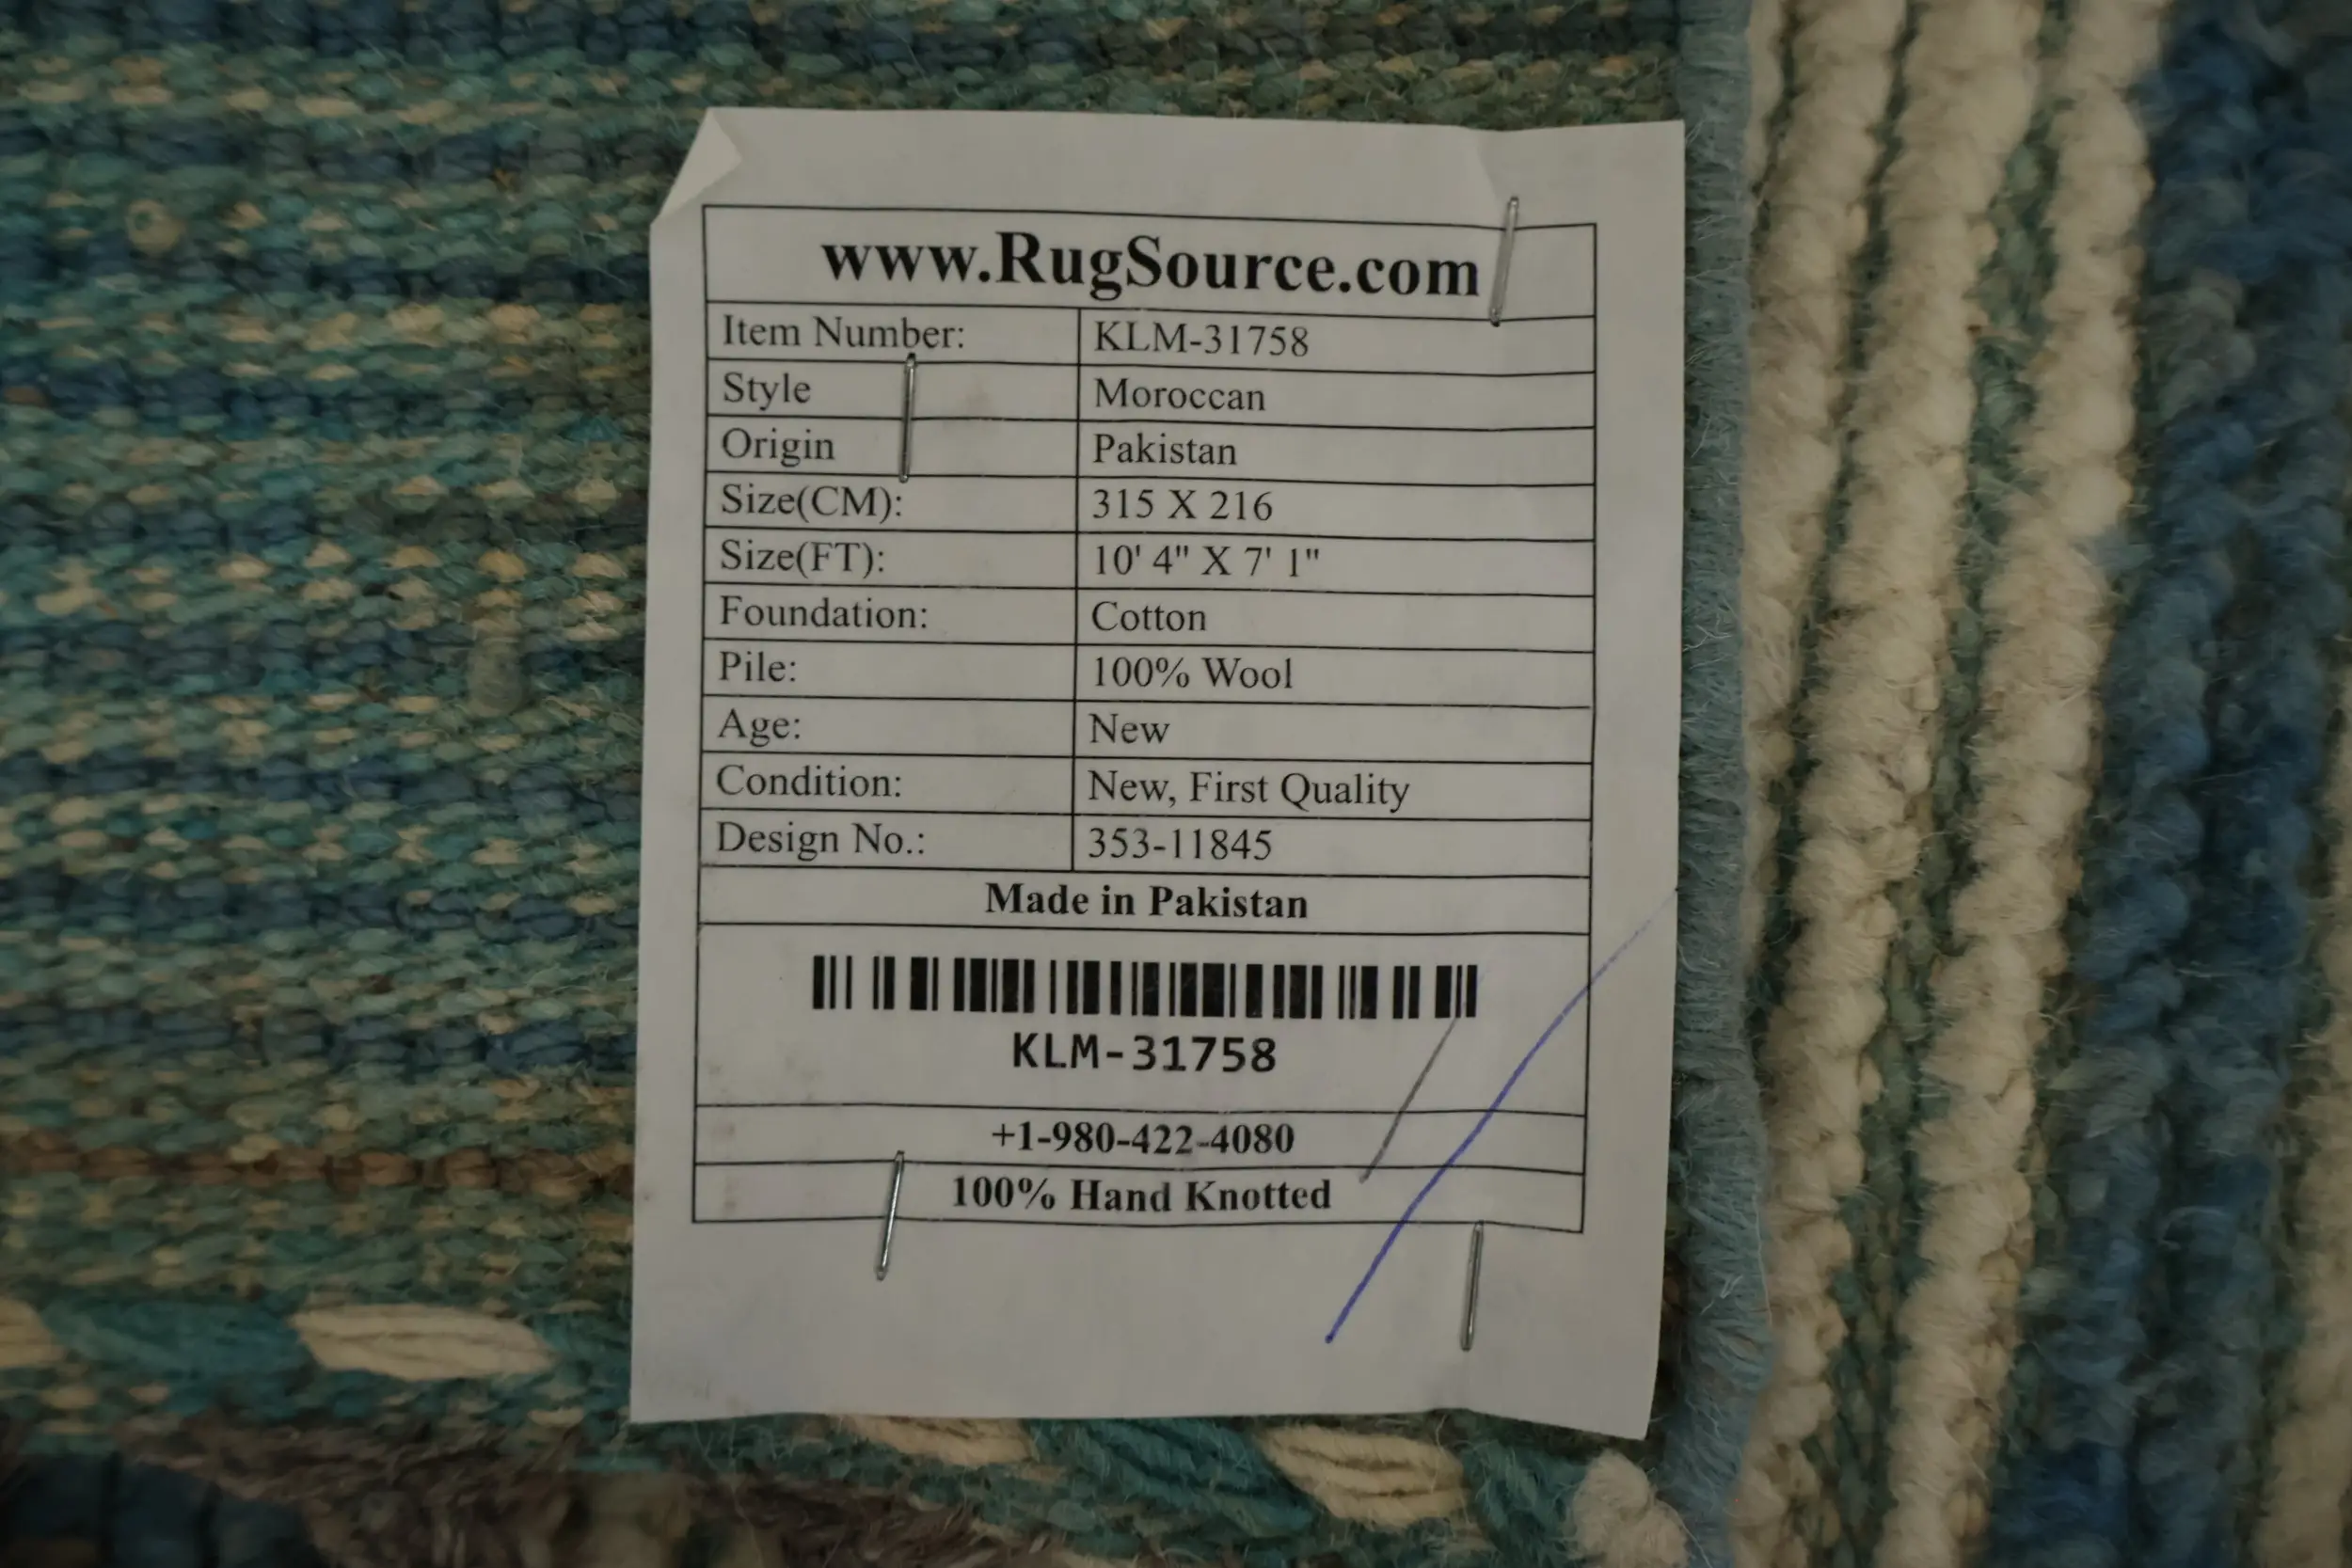 www.RugSource.com
Item Number: KLM-31758
Style Moroccan
Origin Pakistan
Size(CM): 315 X 216
Size(FT): 10' 4" X 7' 1"
Foundation: Cotton
Pile: 100% Wool
Age: New
Condition: New, First Quality
Design No.: 353-11845
Made in Pakistan
KLM-31758
+1-980-422-4080
100% Hand Knotted